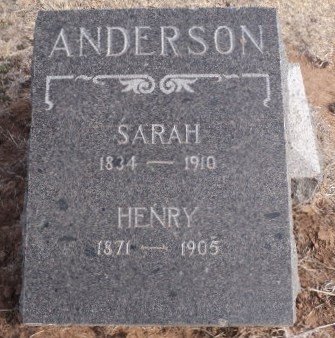 ANDERSON
SARAH
1834 — 1910
HENRY
1871 — 1905